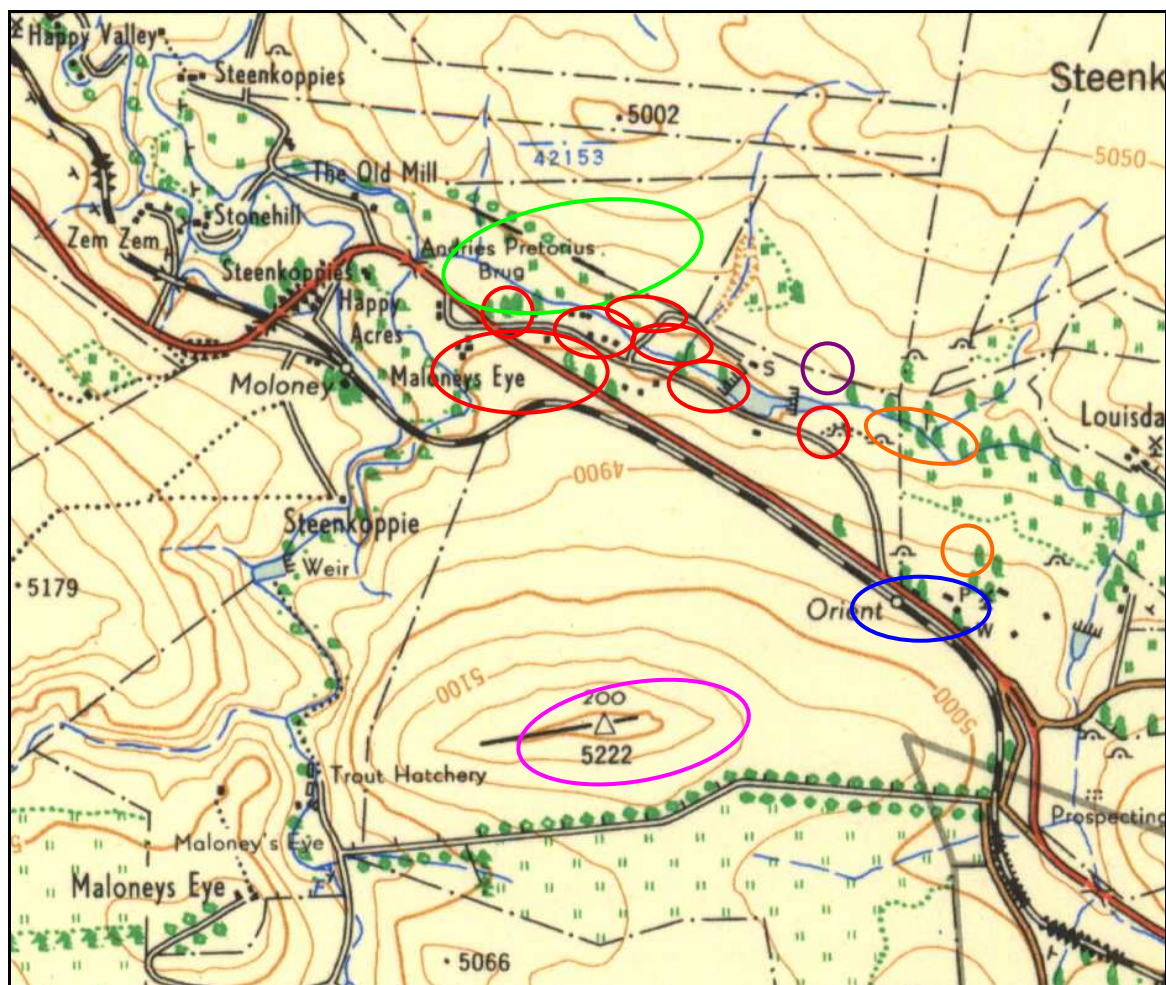 Happy Valley
Steenkoppies
Steenk
5002
42153
5050
The Old Mill
Stonehill
Zem Zem
Andries Pretorius
Brug
Steenkoppies
Happy
Acres
Moloney
Maloneys Eye
S
Louisda
4900
Steenkoppie
Weir
5179
Orient
P
W
5100
200
5222
5000
Trout Hatchery
Prospecting
Maloney's Eye
Maloneys Eye
5066